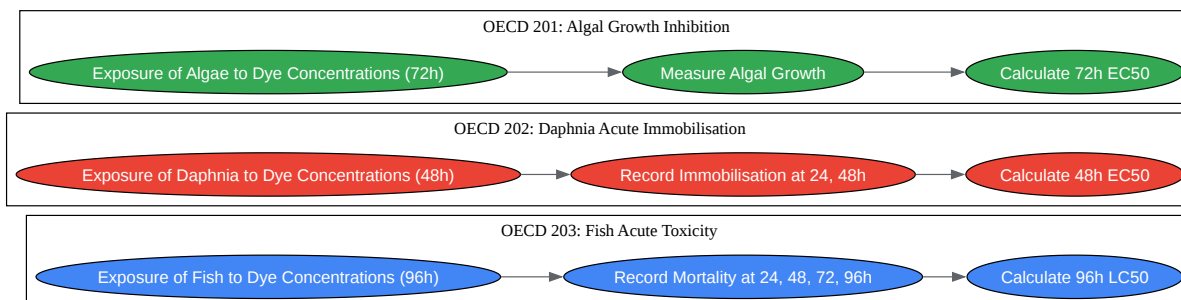 OECD 201: Algal Growth Inhibition
Exposure of Algae to Dye Concentrations (72h)
Measure Algal Growth
Calculate 72h EC50
OECD 202: Daphnia Acute Immobilisation
Exposure of Daphnia to Dye Concentrations (48h)
Record Immobilisation at 24, 48h
Calculate 48h EC50
OECD 203: Fish Acute Toxicity
Exposure of Fish to Dye Concentrations (96h)
Record Mortality at 24, 48, 72, 96h
Calculate 96h LC50